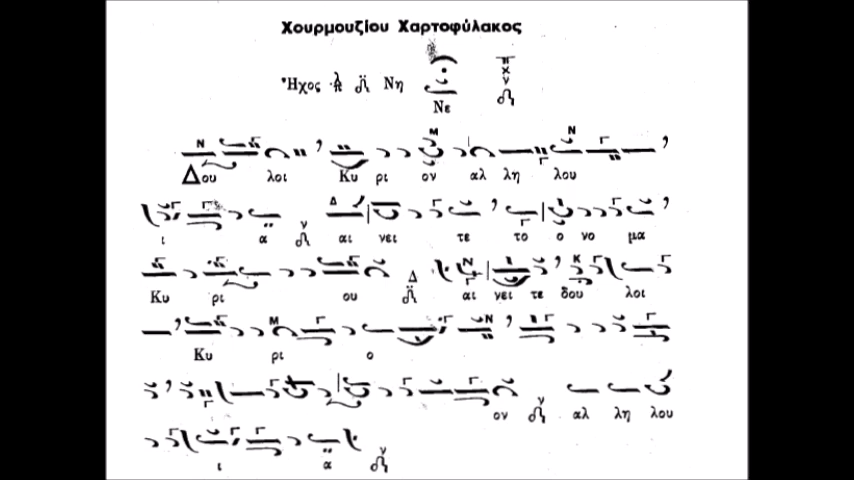 Χουρμουζίου Χαρτοφύλακος
Ἦχος λ π Νη
Νε
Δου λοι Κυ ρι ον αλ λη λου
ι α αι νει τε το ο νο μα
Κυ ρι ου αι νει τε δου λοι
Κυ ρι ο
ον αλ λη λου
ι α